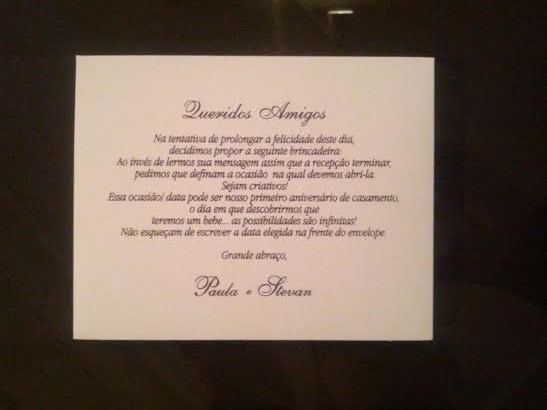 Queridos Amigos
Na tentativa de prolongar a felicidade deste dia,
decidimos propor a seguinte brincadeira:
Ao invés de lermos sua mensagem assim que a recepção terminar,
pedimos que definam a ocasião na qual devemos abri-la.
Sejam criativos!
Essa ocasião/ data pode ser nosso primeiro aniversário de casamento,
o dia em que descobrirmos que
teremos um bebe... as possibilidades são infinitas!
Não esqueçam de escrever a data elegida na frente do envelope
Grande abraço,
Paula e Stevan